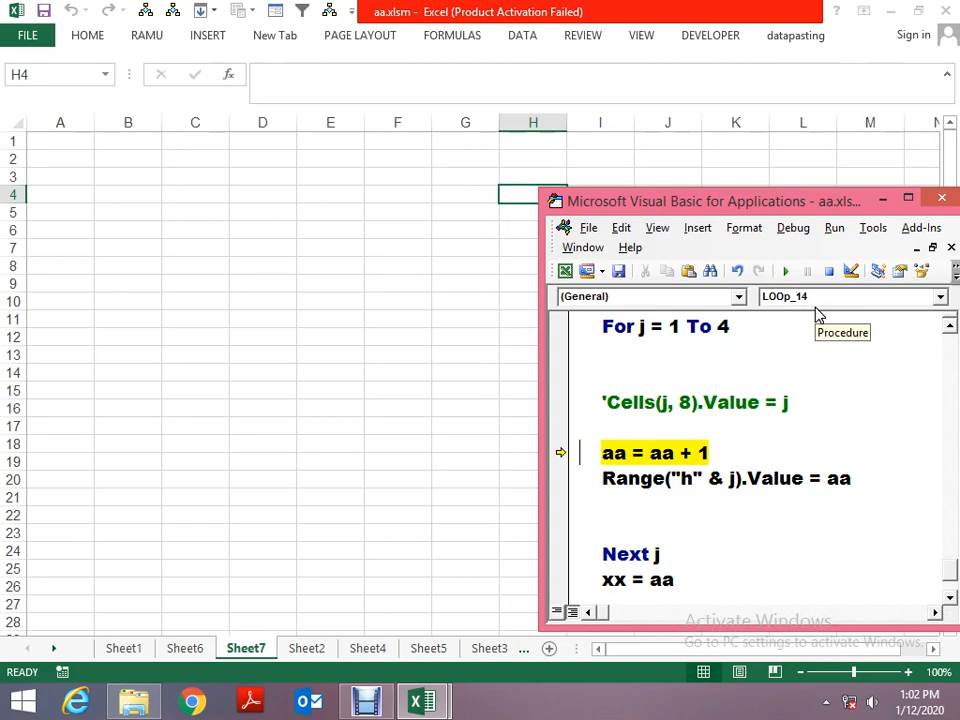 aa.xlsm - Excel (Product Activation Failed)
FILE HOME RAMU INSERT New Tab PAGE LAYOUT FORMULAS DATA REVIEW VIEW DEVELOPER datapasting Sign in
H4 fx
A B C D E F G H I J K L M N
1
2
3
4
5
6
7
8
9
10
11
12
13
14
15
16
17
18
19
20
21
22
23
24
25
26
27
28
Microsoft Visual Basic for Applications - aa.xls...
File Edit View Insert Format Debug Run Tools Add-Ins
Window Help
(General) LOOp_14
Procedure
For j = 1 To 4
'Cells(j, 8).Value = j
aa = aa + 1
Range("h" & j).Value = aa
Next j
xx = aa
Activate Windows
Go to PC settings to activate Windows.
Sheet1 Sheet6 Sheet7 Sheet2 Sheet4 Sheet5 Sheet3 ...
READY 100%
1:02 PM
1/12/2020